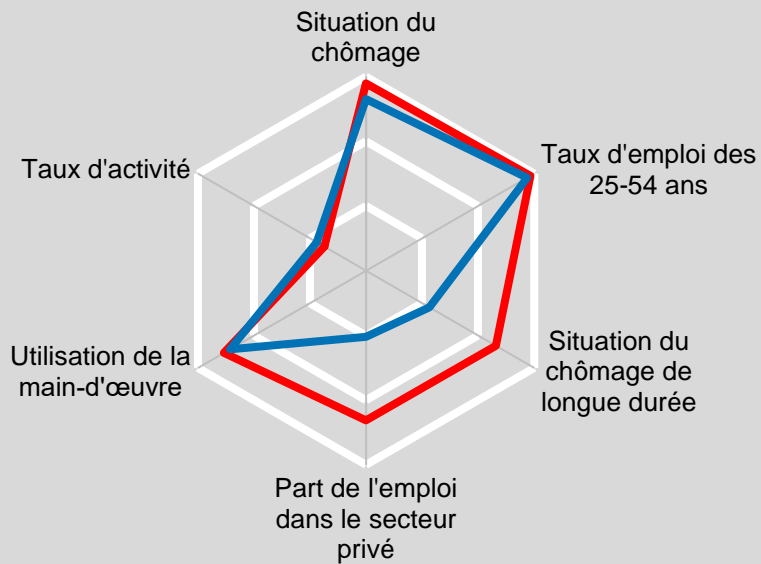 Situation du
chômage
Taux d'emploi des
25-54 ans
Situation du
chômage de
longue durée
Part de l'emploi
dans le secteur
privé
Utilisation de la
main-d'œuvre
Taux d'activité